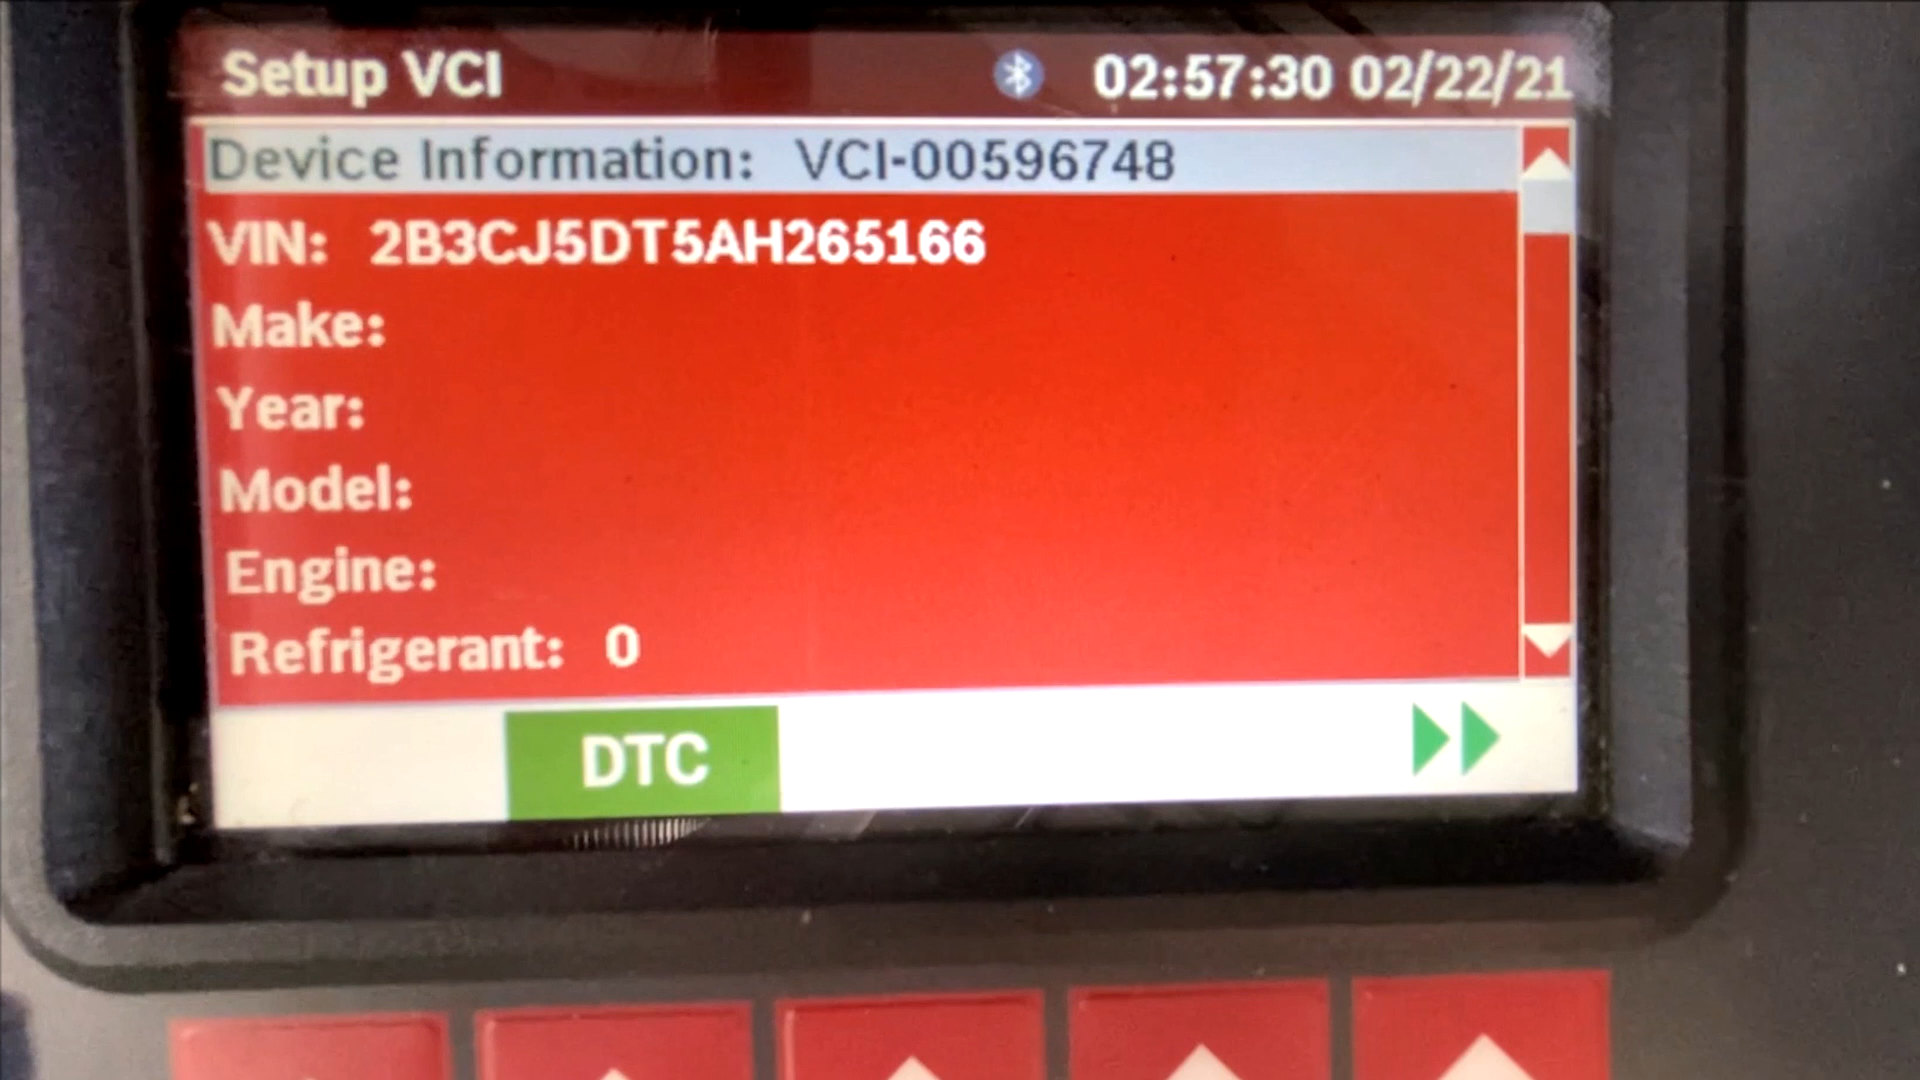 Setup VCI 02:57:30 02/22/21
Device Information: VCI-00596748
VIN: 2B3CJ5DT5AH265166
Make:
Year:
Model:
Engine:
Refrigerant: 0
DTC